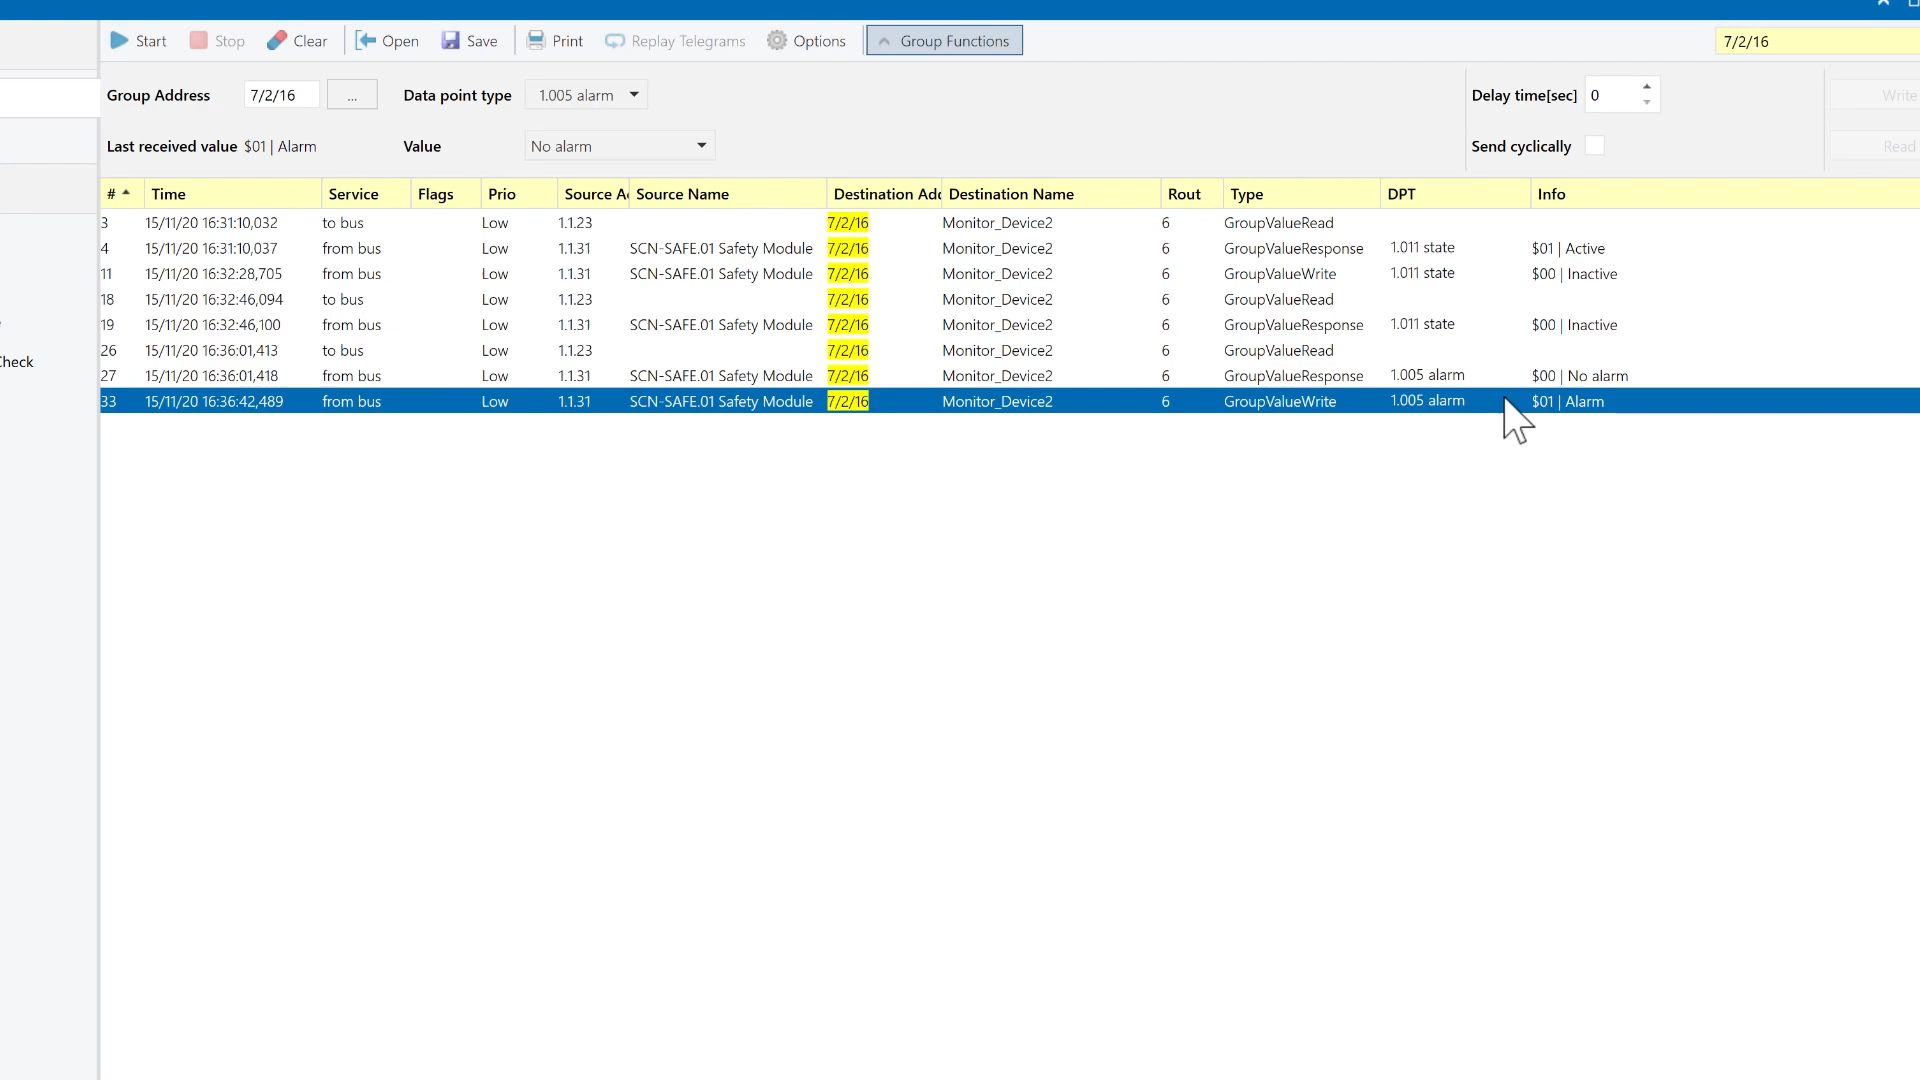 Start Stop Clear Open Save Print Replay Telegrams Options Group Functions 7/2/16
Group Address 7/2/16 ... Data point type 1.005 alarm Delay time[sec] 0 Write
Last received value $01 | Alarm Value No alarm Send cyclically Read
# Time Service Flags Prio Source Ad Source Name Destination Add Destination Name Rout Type DPT Info
3 15/11/20 16:31:10,032 to bus Low 1.1.23 7/2/16 Monitor_Device2 6 GroupValueRead
4 15/11/20 16:31:10,037 from bus Low 1.1.31 SCN-SAFE.01 Safety Module 7/2/16 Monitor_Device2 6 GroupValueResponse 1.011 state $01 | Active
11 15/11/20 16:32:28,705 from bus Low 1.1.31 SCN-SAFE.01 Safety Module 7/2/16 Monitor_Device2 6 GroupValueWrite 1.011 state $00 | Inactive
18 15/11/20 16:32:46,094 to bus Low 1.1.23 7/2/16 Monitor_Device2 6 GroupValueRead
19 15/11/20 16:32:46,100 from bus Low 1.1.31 SCN-SAFE.01 Safety Module 7/2/16 Monitor_Device2 6 GroupValueResponse 1.011 state $00 | Inactive
26 15/11/20 16:36:01,413 to bus Low 1.1.23 7/2/16 Monitor_Device2 6 GroupValueRead
Check
27 15/11/20 16:36:01,418 from bus Low 1.1.31 SCN-SAFE.01 Safety Module 7/2/16 Monitor_Device2 6 GroupValueResponse 1.005 alarm $00 | No alarm
33 15/11/20 16:36:42,489 from bus Low 1.1.31 SCN-SAFE.01 Safety Module 7/2/16 Monitor_Device2 6 GroupValueWrite 1.005 alarm $01 | Alarm